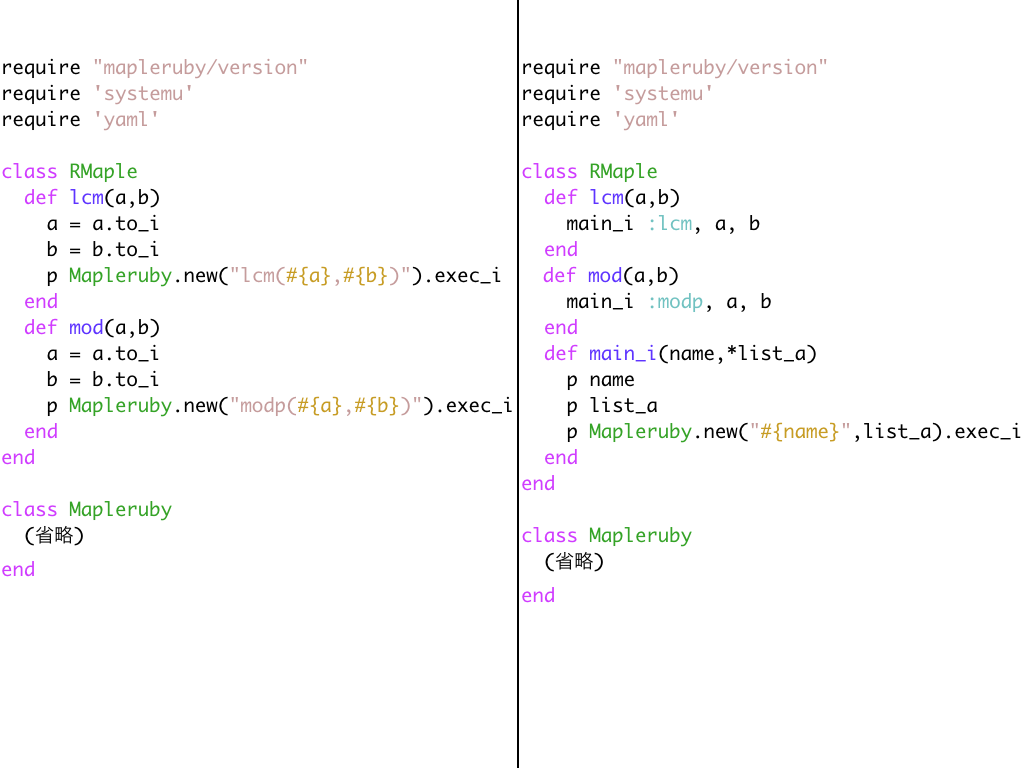 require "mapleruby/version"
require 'systemu'
require 'yaml'
class RMaple
  def lcm(a,b)
    a = a.to_i
    b = b.to_i
    p Mapleruby.new("lcm(#{a},#{b})").exec_i
  end
  def mod(a,b)
    a = a.to_i
    b = b.to_i
    p Mapleruby.new("modp(#{a},#{b})").exec_i
  end
end
class Mapleruby
  (省略)
end
require "mapleruby/version"
require 'systemu'
require 'yaml'
class RMaple
  def lcm(a,b)
    main_i :lcm, a, b
  end
  def mod(a,b)
    main_i :modp, a, b
  end
  def main_i(name,*list_a)
    p name
    p list_a
    p Mapleruby.new("#{name}",list_a).exec_i
  end
end
class Mapleruby
  (省略)
end